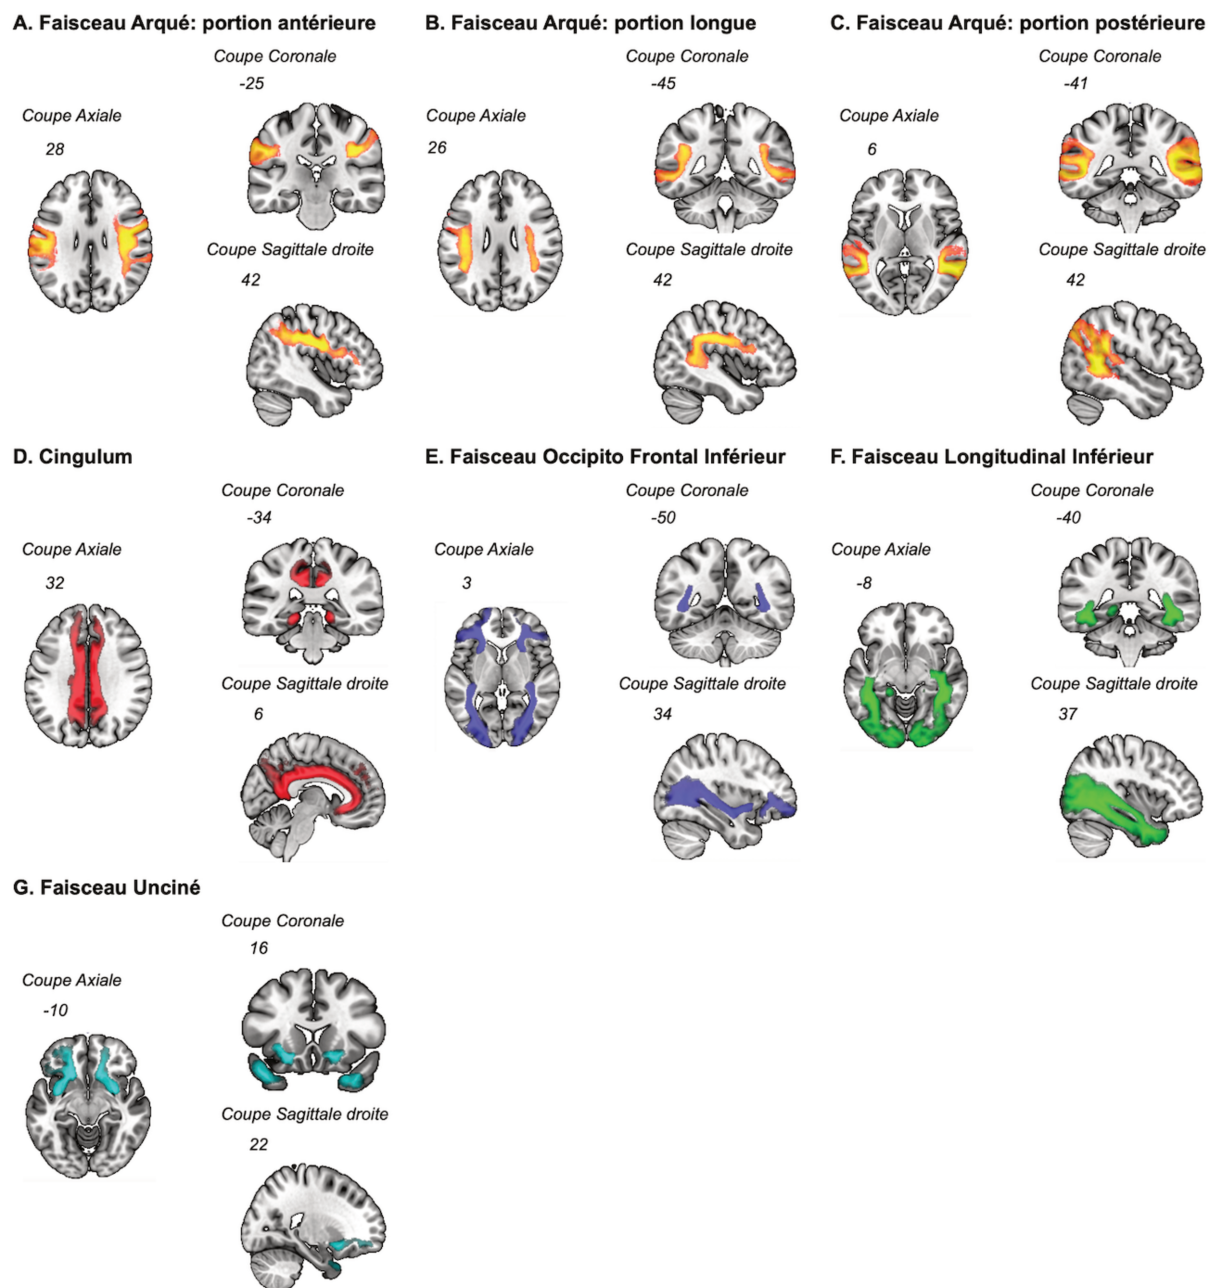 A. Faisceau Arqué: portion antérieure
Coupe Coronale
-25
Coupe Axiale
28
Coupe Sagittale droite
42
B. Faisceau Arqué: portion longue
Coupe Coronale
-45
26
Coupe Sagittale droite
42
C. Faisceau Arqué: portion postérieure
Coupe Coronale
-41
Coupe Axiale
6
Coupe Sagittale droite
42
D. Cingulum
Coupe Coronale
-34
Coupe Axiale
32
Coupe Sagittale droite
6
E. Faisceau Occipito Frontal Inférieur
Coupe Coronale
-50
Coupe Axiale
3
Coupe Sagittale droite
34
F. Faisceau Longitudinal Inférieur
Coupe Coronale
-40
Coupe Axiale
-8
Coupe Sagittale droite
37
G. Faisceau Unciné
Coupe Coronale
16
Coupe Axiale
-10
Coupe Sagittale droite
22